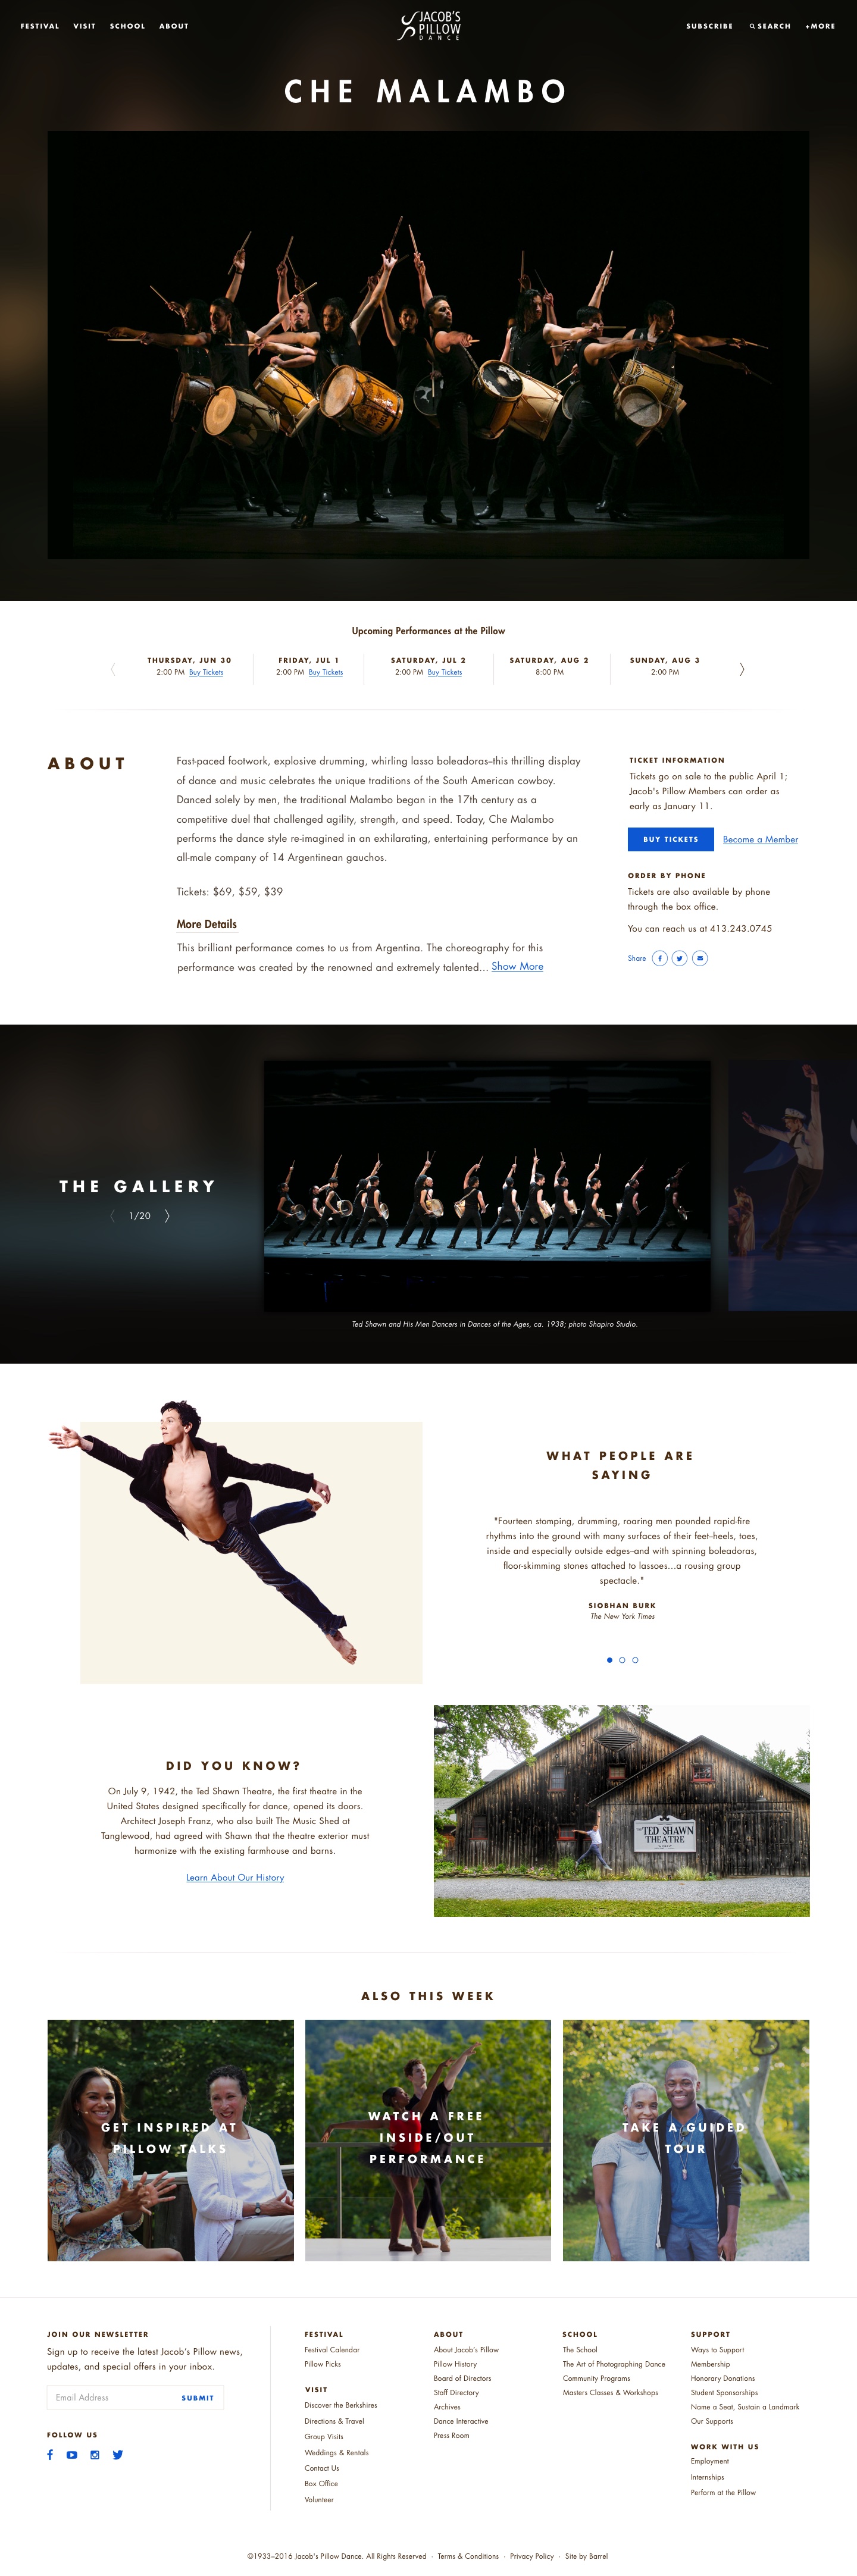 FESTIVAL VISIT SCHOOL ABOUT
JACOB'S
PILLOW
DANCE
SUBSCRIBE SEARCH +MORE
CHE MALAMBO
Upcoming Performances at the Pillow
THURSDAY, JUN 30
2:00 PM Buy Tickets
FRIDAY, JUL 1
2:00 PM Buy Tickets
SATURDAY, JUL 2
2:00 PM Buy Tickets
SATURDAY, AUG 2
8:00 PM
SUNDAY, AUG 3
2:00 PM
ABOUT
Fast-paced footwork, explosive drumming, whirling lasso boleadoras–this thrilling display
of dance and music celebrates the unique traditions of the South American cowboy.
Danced solely by men, the traditional Malambo began in the 17th century as a
competitive duel that challenged agility, strength, and speed. Today, Che Malambo
performs the dance style re-imagined in an exhilarating, entertaining performance by an
all-male company of 14 Argentinean gauchos.
Tickets: $69, $59, $39
More Details
This brilliant performance comes to us from Argentina. The choreography for this
performance was created by the renowned and extremely talented... Show More
TICKET INFORMATION
Tickets go on sale to the public April 1;
Jacob's Pillow Members can order as
early as January 11.
BUY TICKETS Become a Member
ORDER BY PHONE
Tickets are also available by phone
through the box office.
You can reach us at 413.243.0745
Share
THE GALLERY
1/20
Ted Shawn and His Men Dancers in Dances of the Ages, ca. 1938; photo Shapiro Studio.
WHAT PEOPLE ARE
SAYING
"Fourteen stomping, drumming, roaring men pounded rapid-fire
rhythms into the ground with many surfaces of their feet–heels, toes,
inside and especially outside edges–and with spinning boleadoras,
floor-skimming stones attached to lassoes...a rousing group
spectacle."
SIOBHAN BURK
The New York Times
DID YOU KNOW?
On July 9, 1942, the Ted Shawn Theatre, the first theatre in the
United States designed specifically for dance, opened its doors.
Architect Joseph Franz, who also built The Music Shed at
Tanglewood, had agreed with Shawn that the theatre exterior must
harmonize with the existing farmhouse and barns.
Learn About Our History
TED SHAWN
THEATRE
ALSO THIS WEEK
GET INSPIRED AT
PILLOW TALKS
WATCH A FREE
INSIDE/OUT
PERFORMANCE
TAKE A GUIDED
TOUR
JOIN OUR NEWSLETTER
Sign up to receive the latest Jacob's Pillow news,
updates, and special offers in your inbox.
Email Address SUBMIT
FOLLOW US
FESTIVAL
Festival Calendar
Pillow Picks
VISIT
Discover the Berkshires
Directions & Travel
Group Visits
Weddings & Rentals
Contact Us
Box Office
Volunteer
ABOUT
About Jacob's Pillow
Pillow History
Board of Directors
Staff Directory
Archives
Dance Interactive
Press Room
SCHOOL
The School
The Art of Photographing Dance
Community Programs
Masters Classes & Workshops
SUPPORT
Ways to Support
Membership
Honorary Donations
Student Sponsorships
Name a Seat, Sustain a Landmark
Our Supports
WORK WITH US
Employment
Internships
Perform at the Pillow
©1933–2016 Jacob's Pillow Dance. All Rights Reserved · Terms & Conditions · Privacy Policy · Site by Barrel